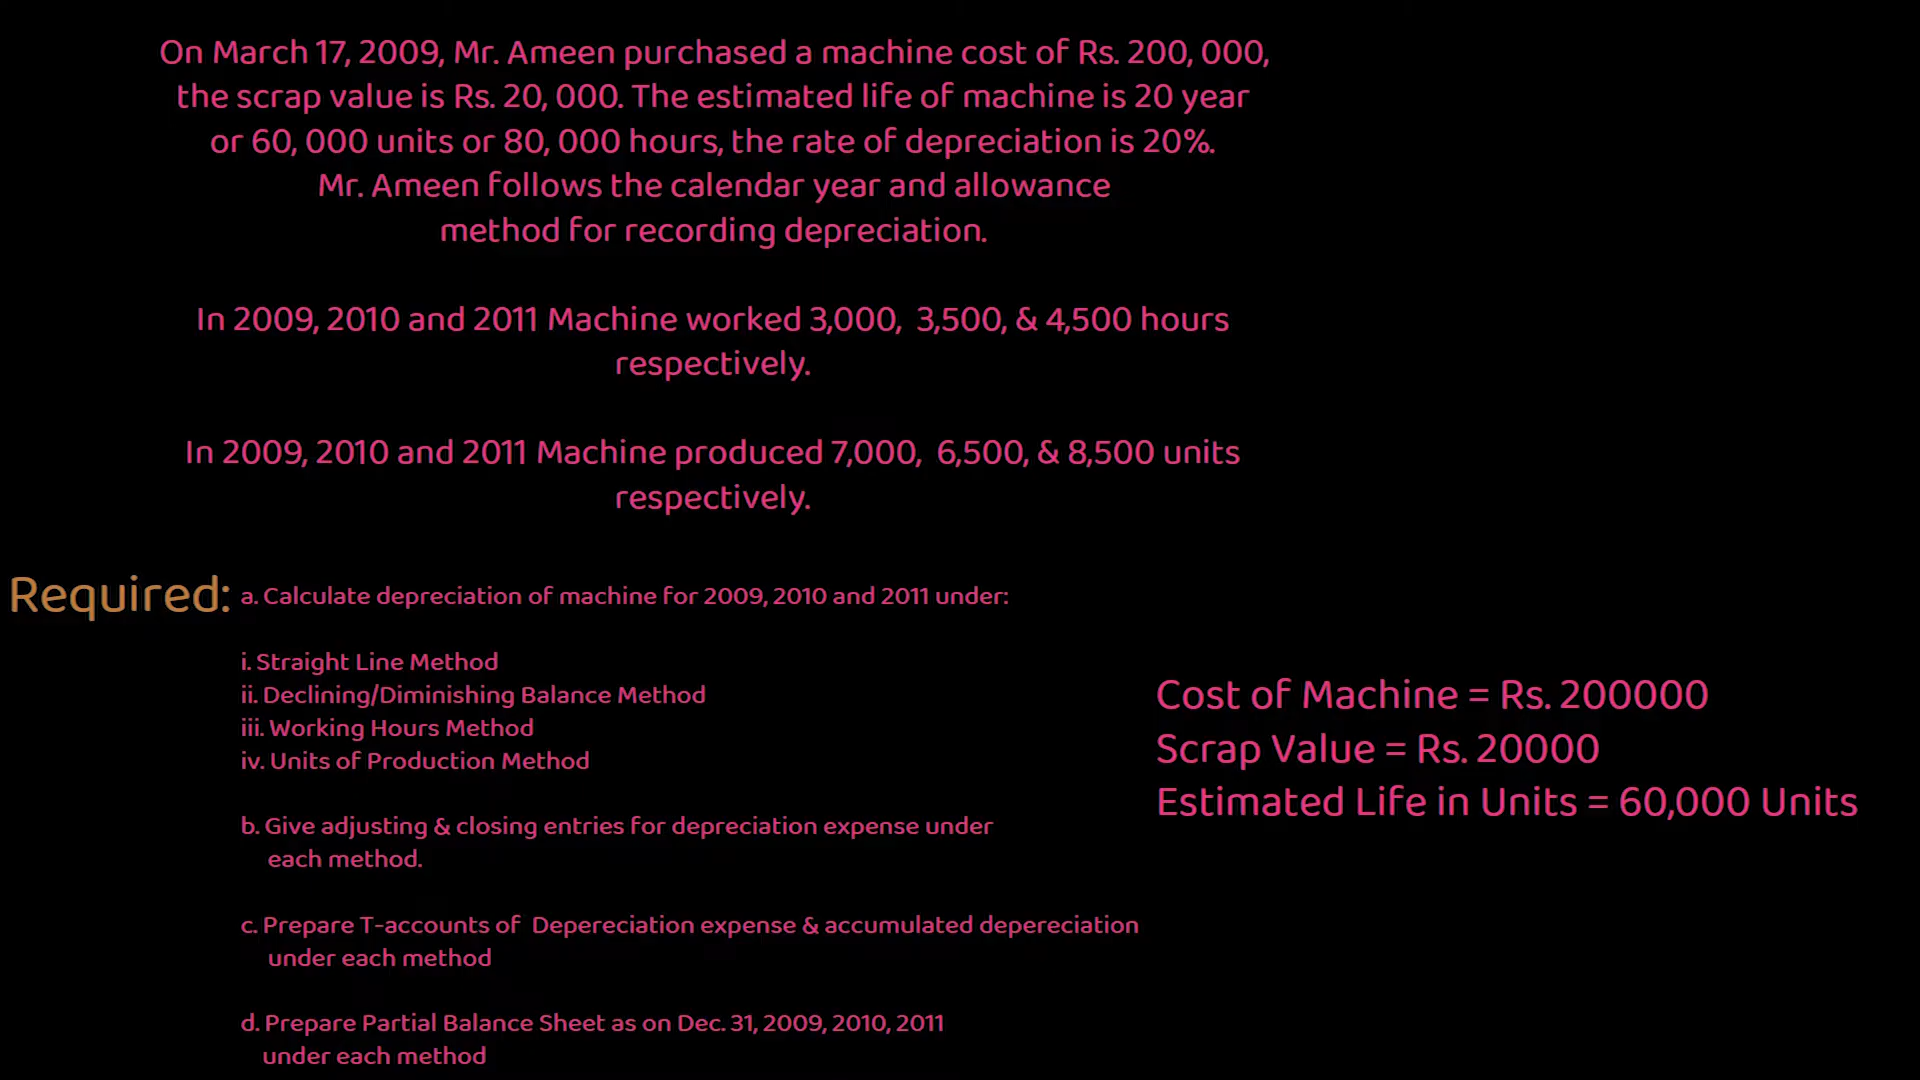 On March 17, 2009, Mr. Ameen purchased a machine cost of Rs. 200, 000,
the scrap value is Rs. 20, 000. The estimated life of machine is 20 year
or 60, 000 units or 80, 000 hours, the rate of depreciation is 20%.
Mr. Ameen follows the calendar year and allowance
method for recording depreciation.
In 2009, 2010 and 2011 Machine worked 3,000, 3,500, & 4,500 hours
respectively.
In 2009, 2010 and 2011 Machine produced 7,000, 6,500, & 8,500 units
respectively.
Required:
a. Calculate depreciation of machine for 2009, 2010 and 2011 under:
i. Straight Line Method
ii. Declining/Diminishing Balance Method
iii. Working Hours Method
iv. Units of Production Method
b. Give adjusting & closing entries for depreciation expense under
each method.
c. Prepare T-accounts of Depereciation expense & accumulated depereciation
under each method
d. Prepare Partial Balance Sheet as on Dec. 31, 2009, 2010, 2011
under each method
Cost of Machine = Rs. 200000
Scrap Value = Rs. 20000
Estimated Life in Units = 60,000 Units